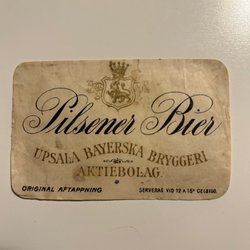 Pilsener Bier
UPSALA BAYERSKA BRYGGERI
AKTIEBOLAG.
ORIGINAL AFTAPPNING
SERVERAS VID 12 A 15° CELSIUS.